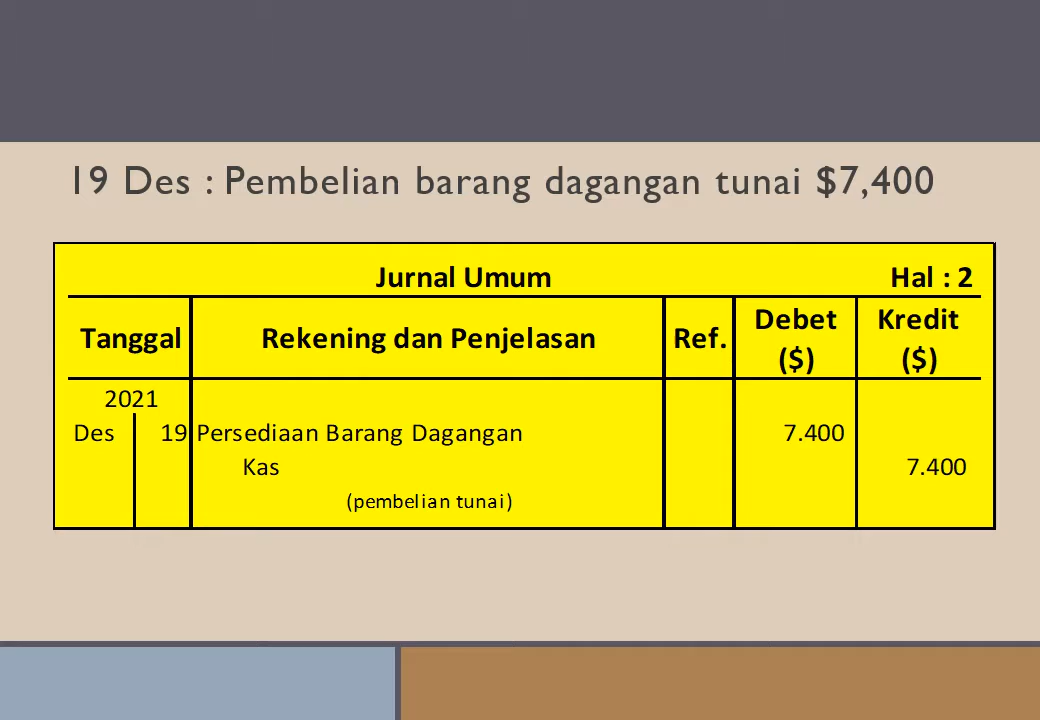 19 Des : Pembelian barang dagangan tunai $7,400
Jurnal Umum Hal : 2
Tanggal Rekening dan Penjelasan Ref. Debet ($) Kredit ($)
2021
Des 19 Persediaan Barang Dagangan 7.400
Kas 7.400
(pembelian tunai)